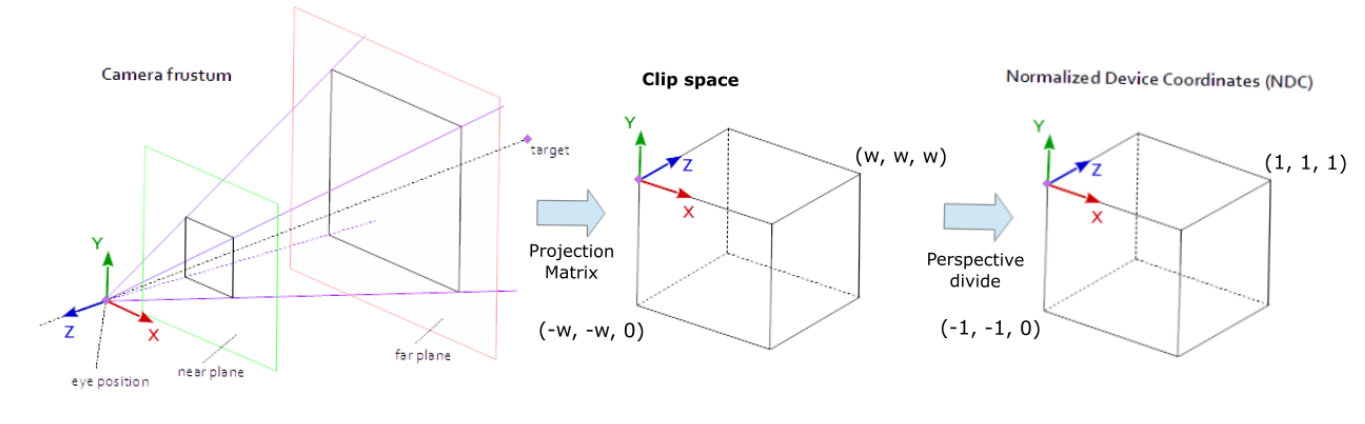 Camera frustum
Y
Z
X
eye position
near plane
far plane
target
Projection
Matrix
Clip space
Y
Z
X
(w, w, w)
(-w, -w, 0)
Perspective
divide
Normalized Device Coordinates (NDC)
Y
Z
X
(1, 1, 1)
(-1, -1, 0)